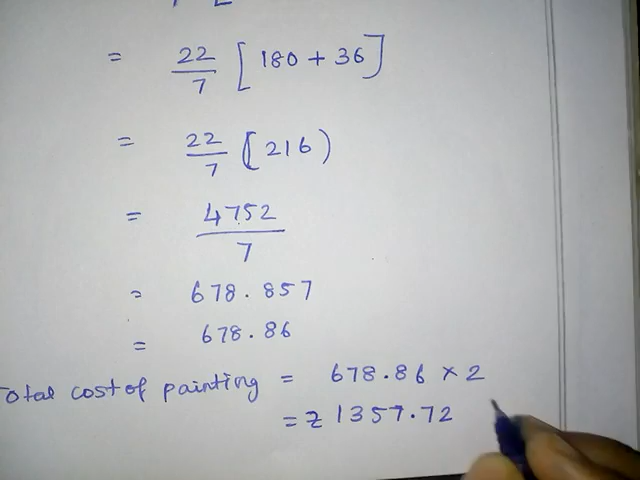 = 22/7 [180 + 36]
= 22/7 (216)
= 4752/7
= 678.857
= 678.86
Total cost of painting = 678.86 × 2
= ₹ 1357.72